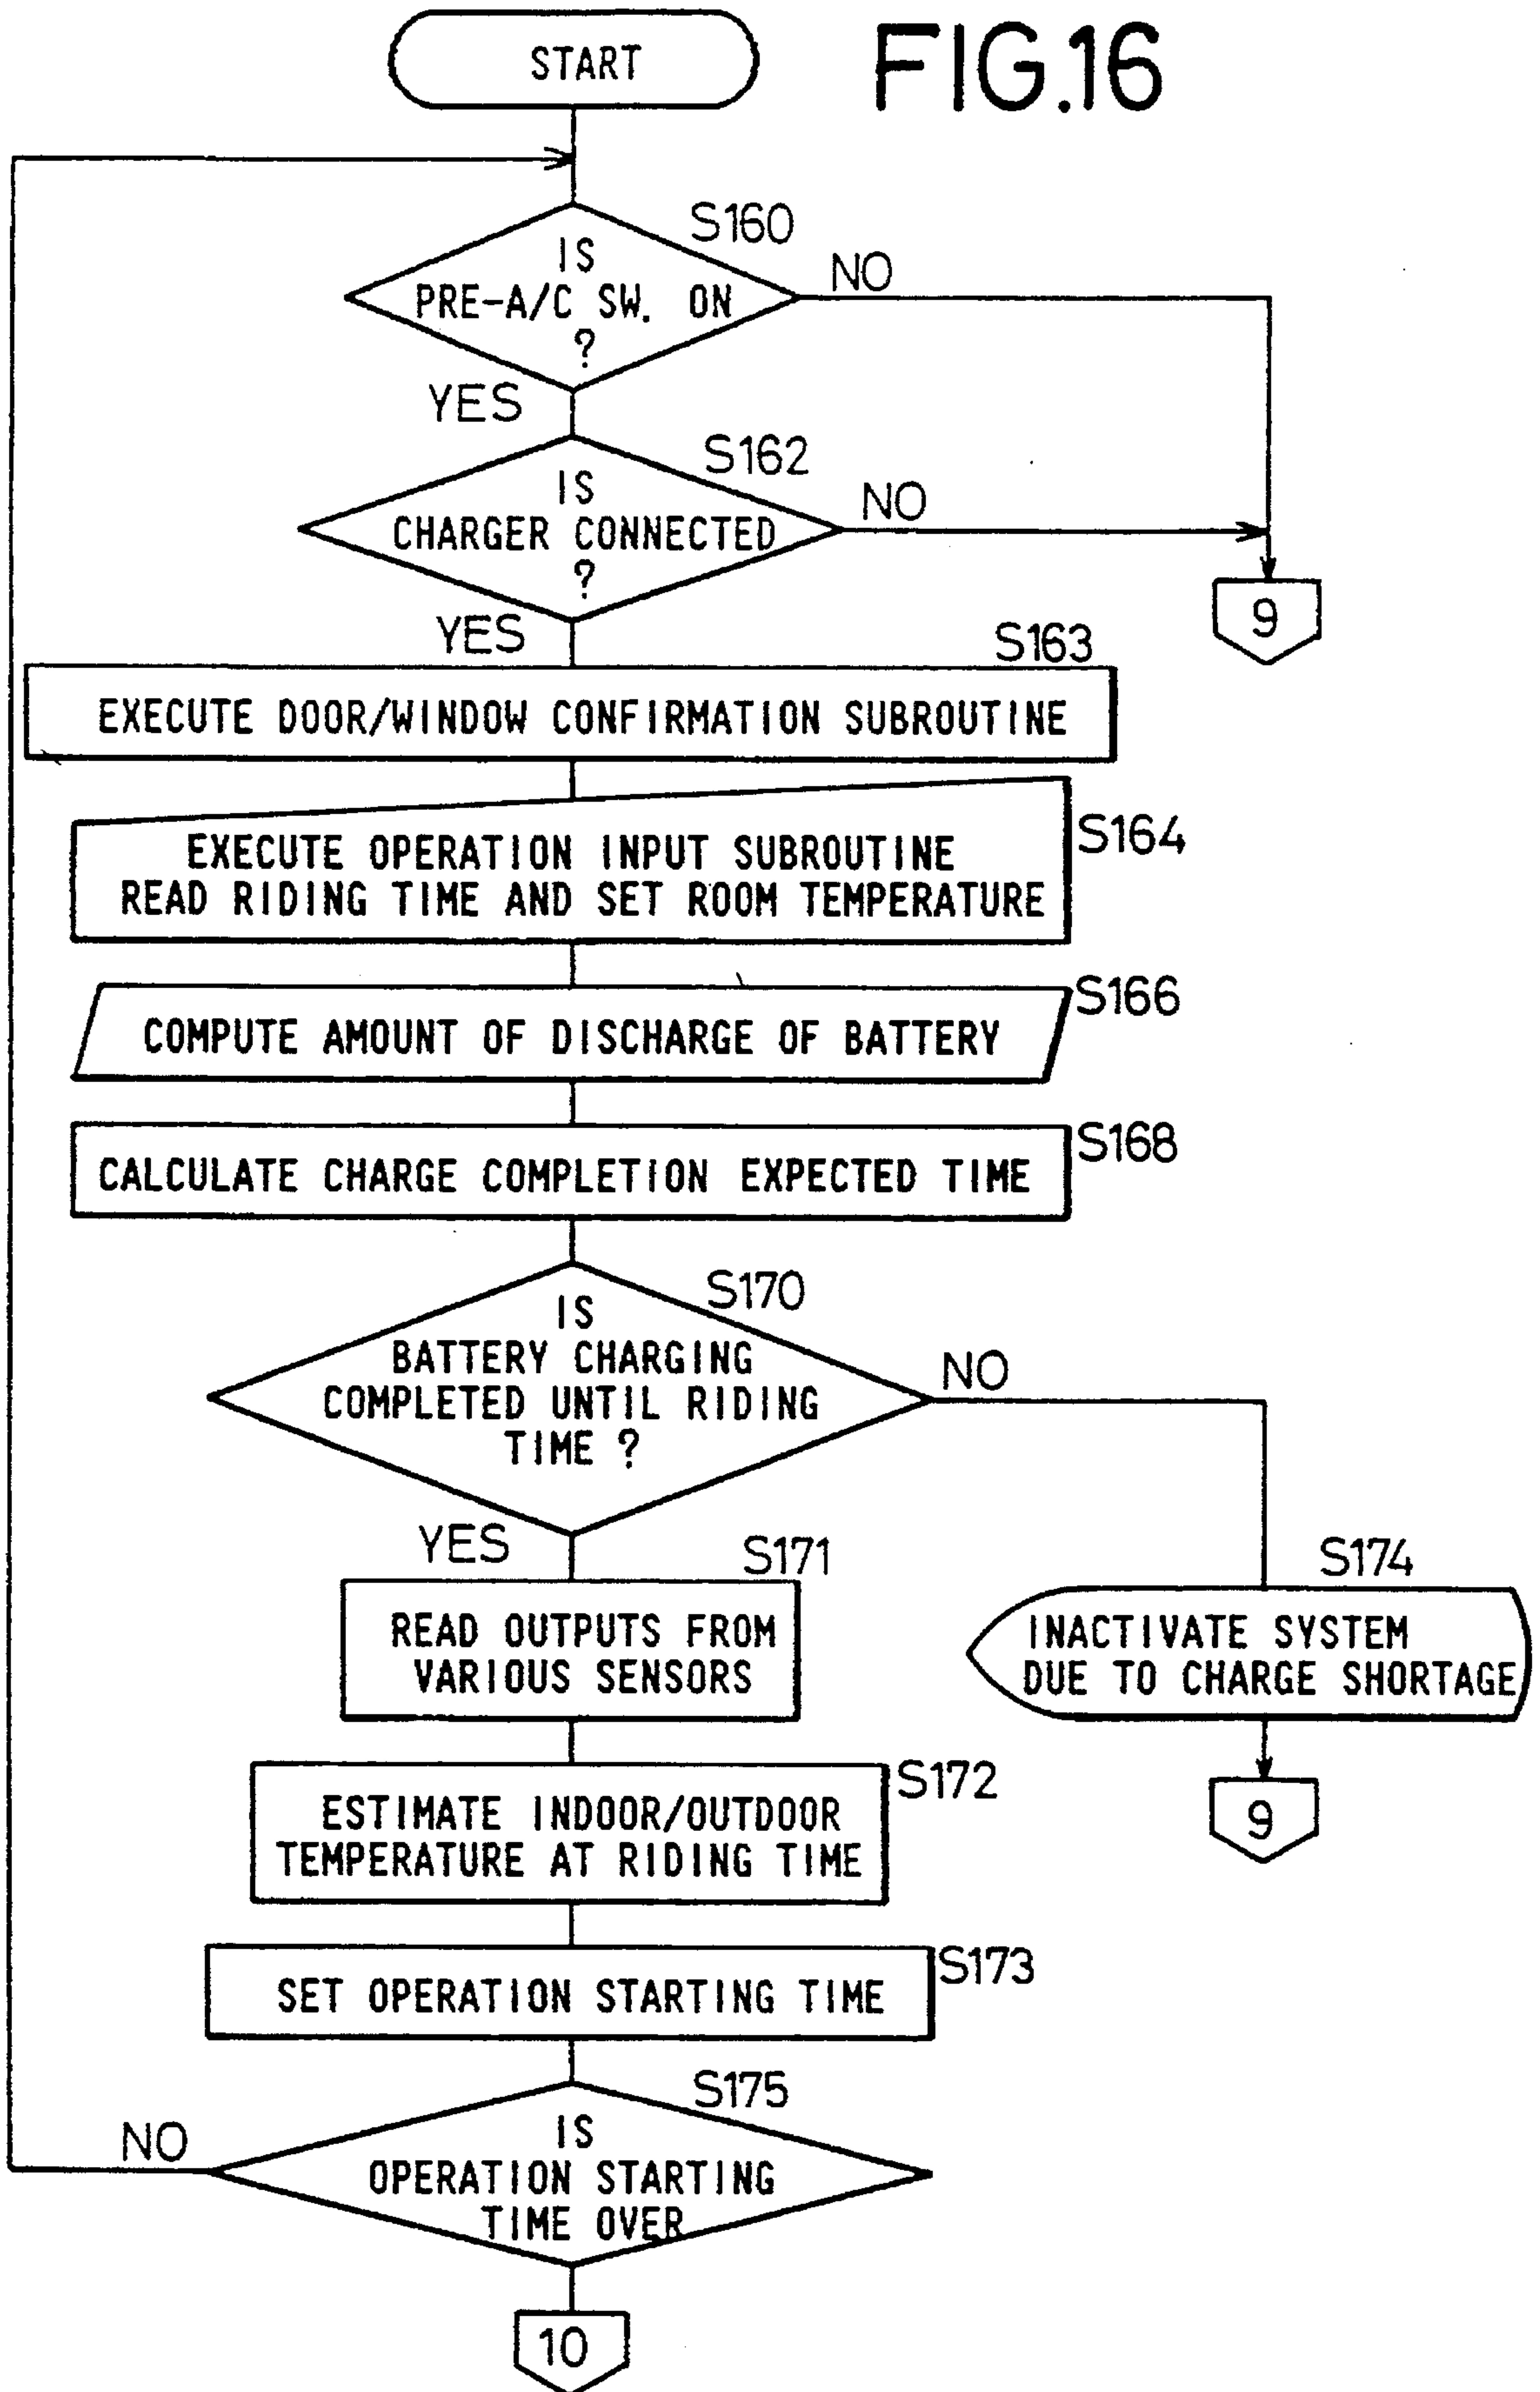 START
FIG.16
S160
IS
PRE-A/C SW. ON
?
NO
YES
S162
IS
CHARGER CONNECTED
?
NO
9
YES
S163
EXECUTE DOOR/WINDOW CONFIRMATION SUBROUTINE
S164
EXECUTE OPERATION INPUT SUBROUTINE
READ RIDING TIME AND SET ROOM TEMPERATURE
S166
COMPUTE AMOUNT OF DISCHARGE OF BATTERY
S168
CALCULATE CHARGE COMPLETION EXPECTED TIME
S170
IS
BATTERY CHARGING
COMPLETED UNTIL RIDING
TIME ?
NO
YES
S171
READ OUTPUTS FROM
VARIOUS SENSORS
S174
INACTIVATE SYSTEM
DUE TO CHARGE SHORTAGE
9
S172
ESTIMATE INDOOR/OUTDOOR
TEMPERATURE AT RIDING TIME
S173
SET OPERATION STARTING TIME
S175
IS
OPERATION STARTING
TIME OVER
NO
10